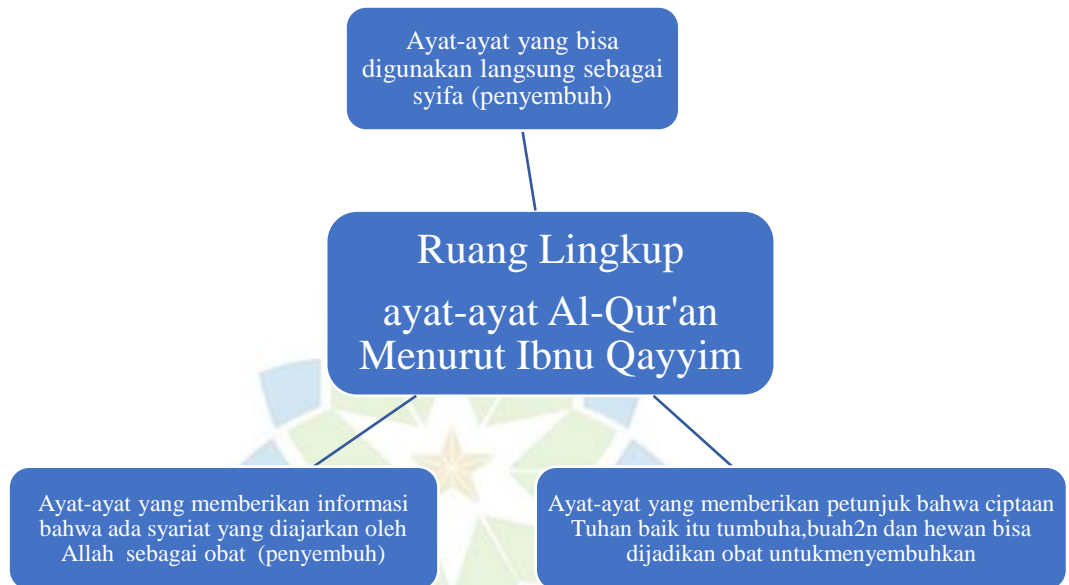 Ayat-ayat yang bisa
digunakan langsung sebagai
syifa (penyembuh)
Ruang Lingkup
ayat-ayat Al-Qur'an
Menurut Ibnu Qayyim
Ayat-ayat yang memberikan informasi
bahwa ada syariat yang diajarkan oleh
Allah sebagai obat (penyembuh)
Ayat-ayat yang memberikan petunjuk bahwa ciptaan
Tuhan baik itu tumbuha,buah2n dan hewan bisa
dijadikan obat untukmenyembuhkan